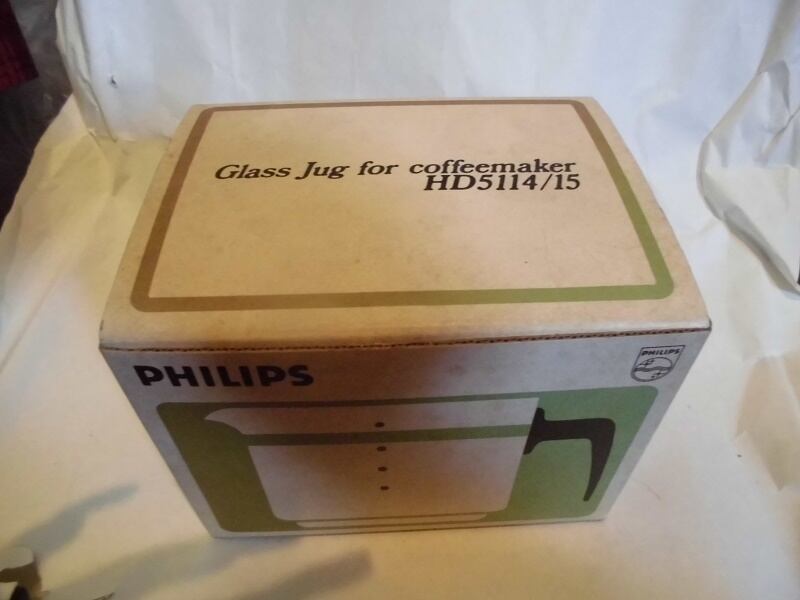 Glass Jug for coffeemaker
HD5114/15
PHILIPS
PHILIPS